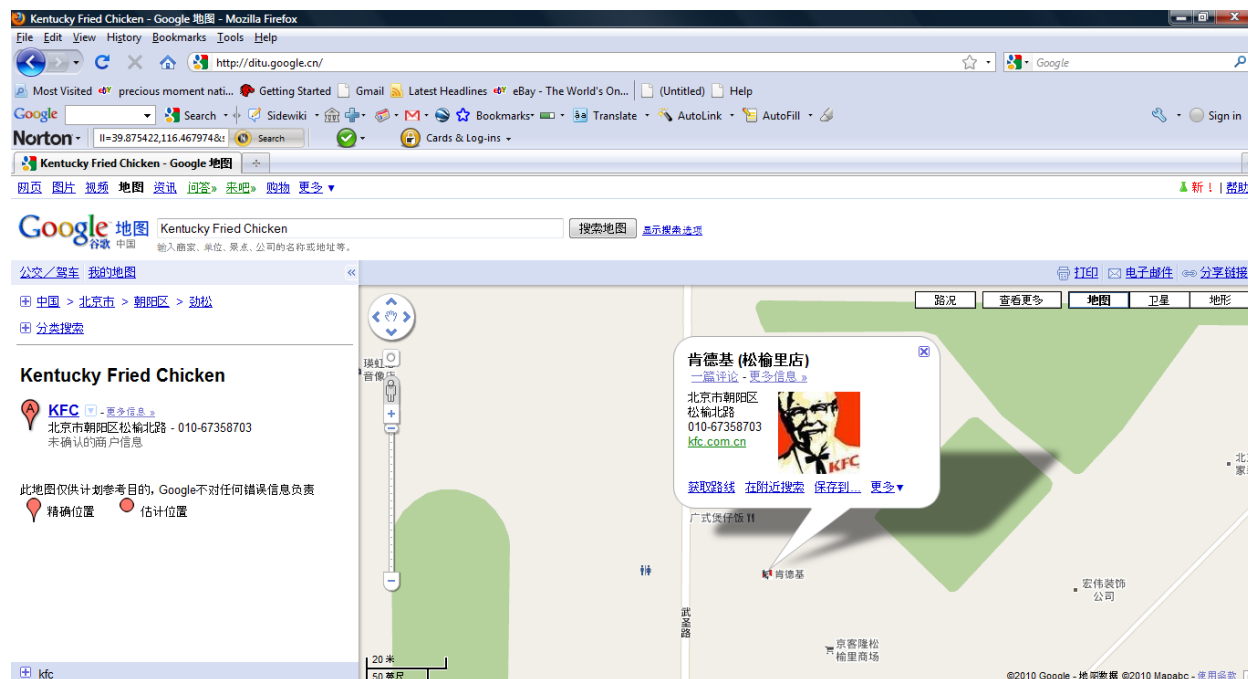 Kentucky Fried Chicken - Google 地图 - Mozilla Firefox
File Edit View History Bookmarks Tools Help
http://ditu.google.cn/
Google
Most Visited precious moment nati... Getting Started Gmail Latest Headlines eBay - The World's On... (Untitled) Help
Google Search Sidewiki Bookmarks Translate AutoLink AutoFill Sign in
Norton ll=39.875422,116.467974&s Search Cards & Log-ins
Kentucky Fried Chicken - Google 地图
网页 图片 视频 地图 资讯 问答» 来吧» 购物 更多 ▼
新! | 帮助
Google 地图 Kentucky Fried Chicken 搜索地图 显示搜索选项
谷歌 中国 输入商家、单位、景点、公司的名称或地址等。
公交/驾车 我的地图 «
打印 电子邮件 分享链接
中国 > 北京市 > 朝阳区 > 劲松
分类搜索
Kentucky Fried Chicken
A KFC - 更多信息 »
北京市朝阳区松榆北路 - 010-67358703
未确认的商户信息
此地图仅供计划参考目的, Google不对任何错误信息负责
精确位置 估计位置
kfc
路况 查看更多 地图 卫星 地形
音像店
肯德基 (松榆里店)
一篇评论 - 更多信息 »
北京市朝阳区
松榆北路
010-67358703
kfc.com.cn
KFC
获取路线 在附近搜索 保存到... 更多▼
广式煲仔饭
肯德基
宏伟装饰
公司
武圣路
京客隆松
榆里商场
20 米
50 英尺
©2010 Google - 地图数据 ©2010 Mapabc - 使用条款